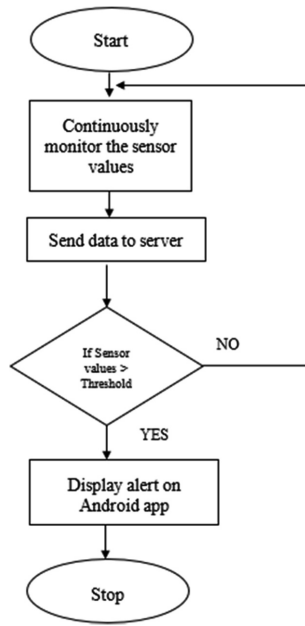 Start
Continuously
monitor the sensor
values
Send data to server
If Sensor
values >
Threshold
NO
YES
Display alert on
Android app
Stop